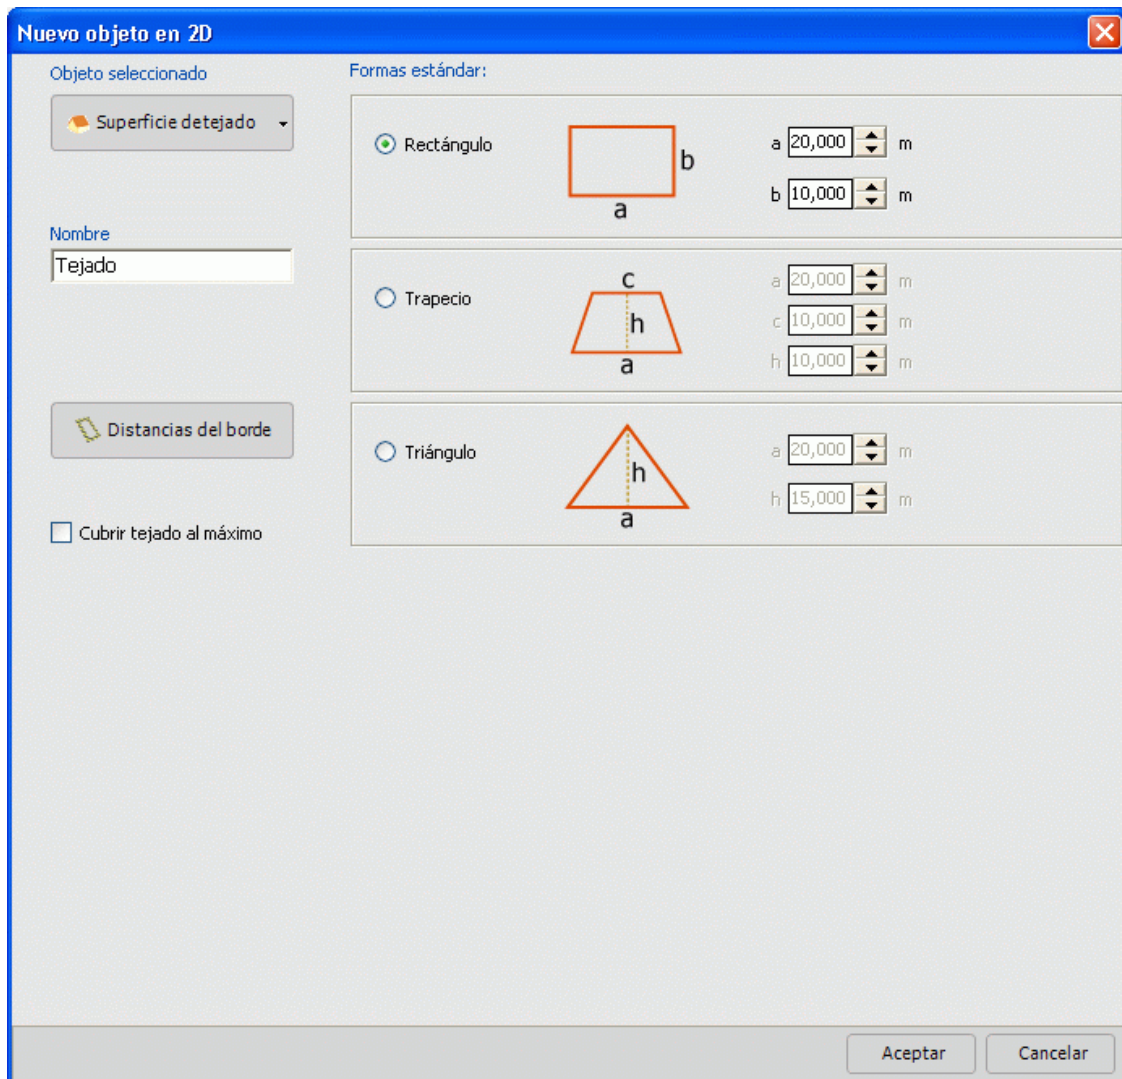 Nuevo objeto en 2D
Objeto seleccionado
Superficie detejado
Nombre
Tejado
Distancias del borde
Cubrir tejado al máximo
Formas estándar:
Rectángulo
b
a
a 20,000 m
b 10,000 m
Trapecio
c
h
a
a 20,000 m
c 10,000 m
h 10,000 m
Triángulo
h
a
a 20,000 m
h 15,000 m
Aceptar Cancelar